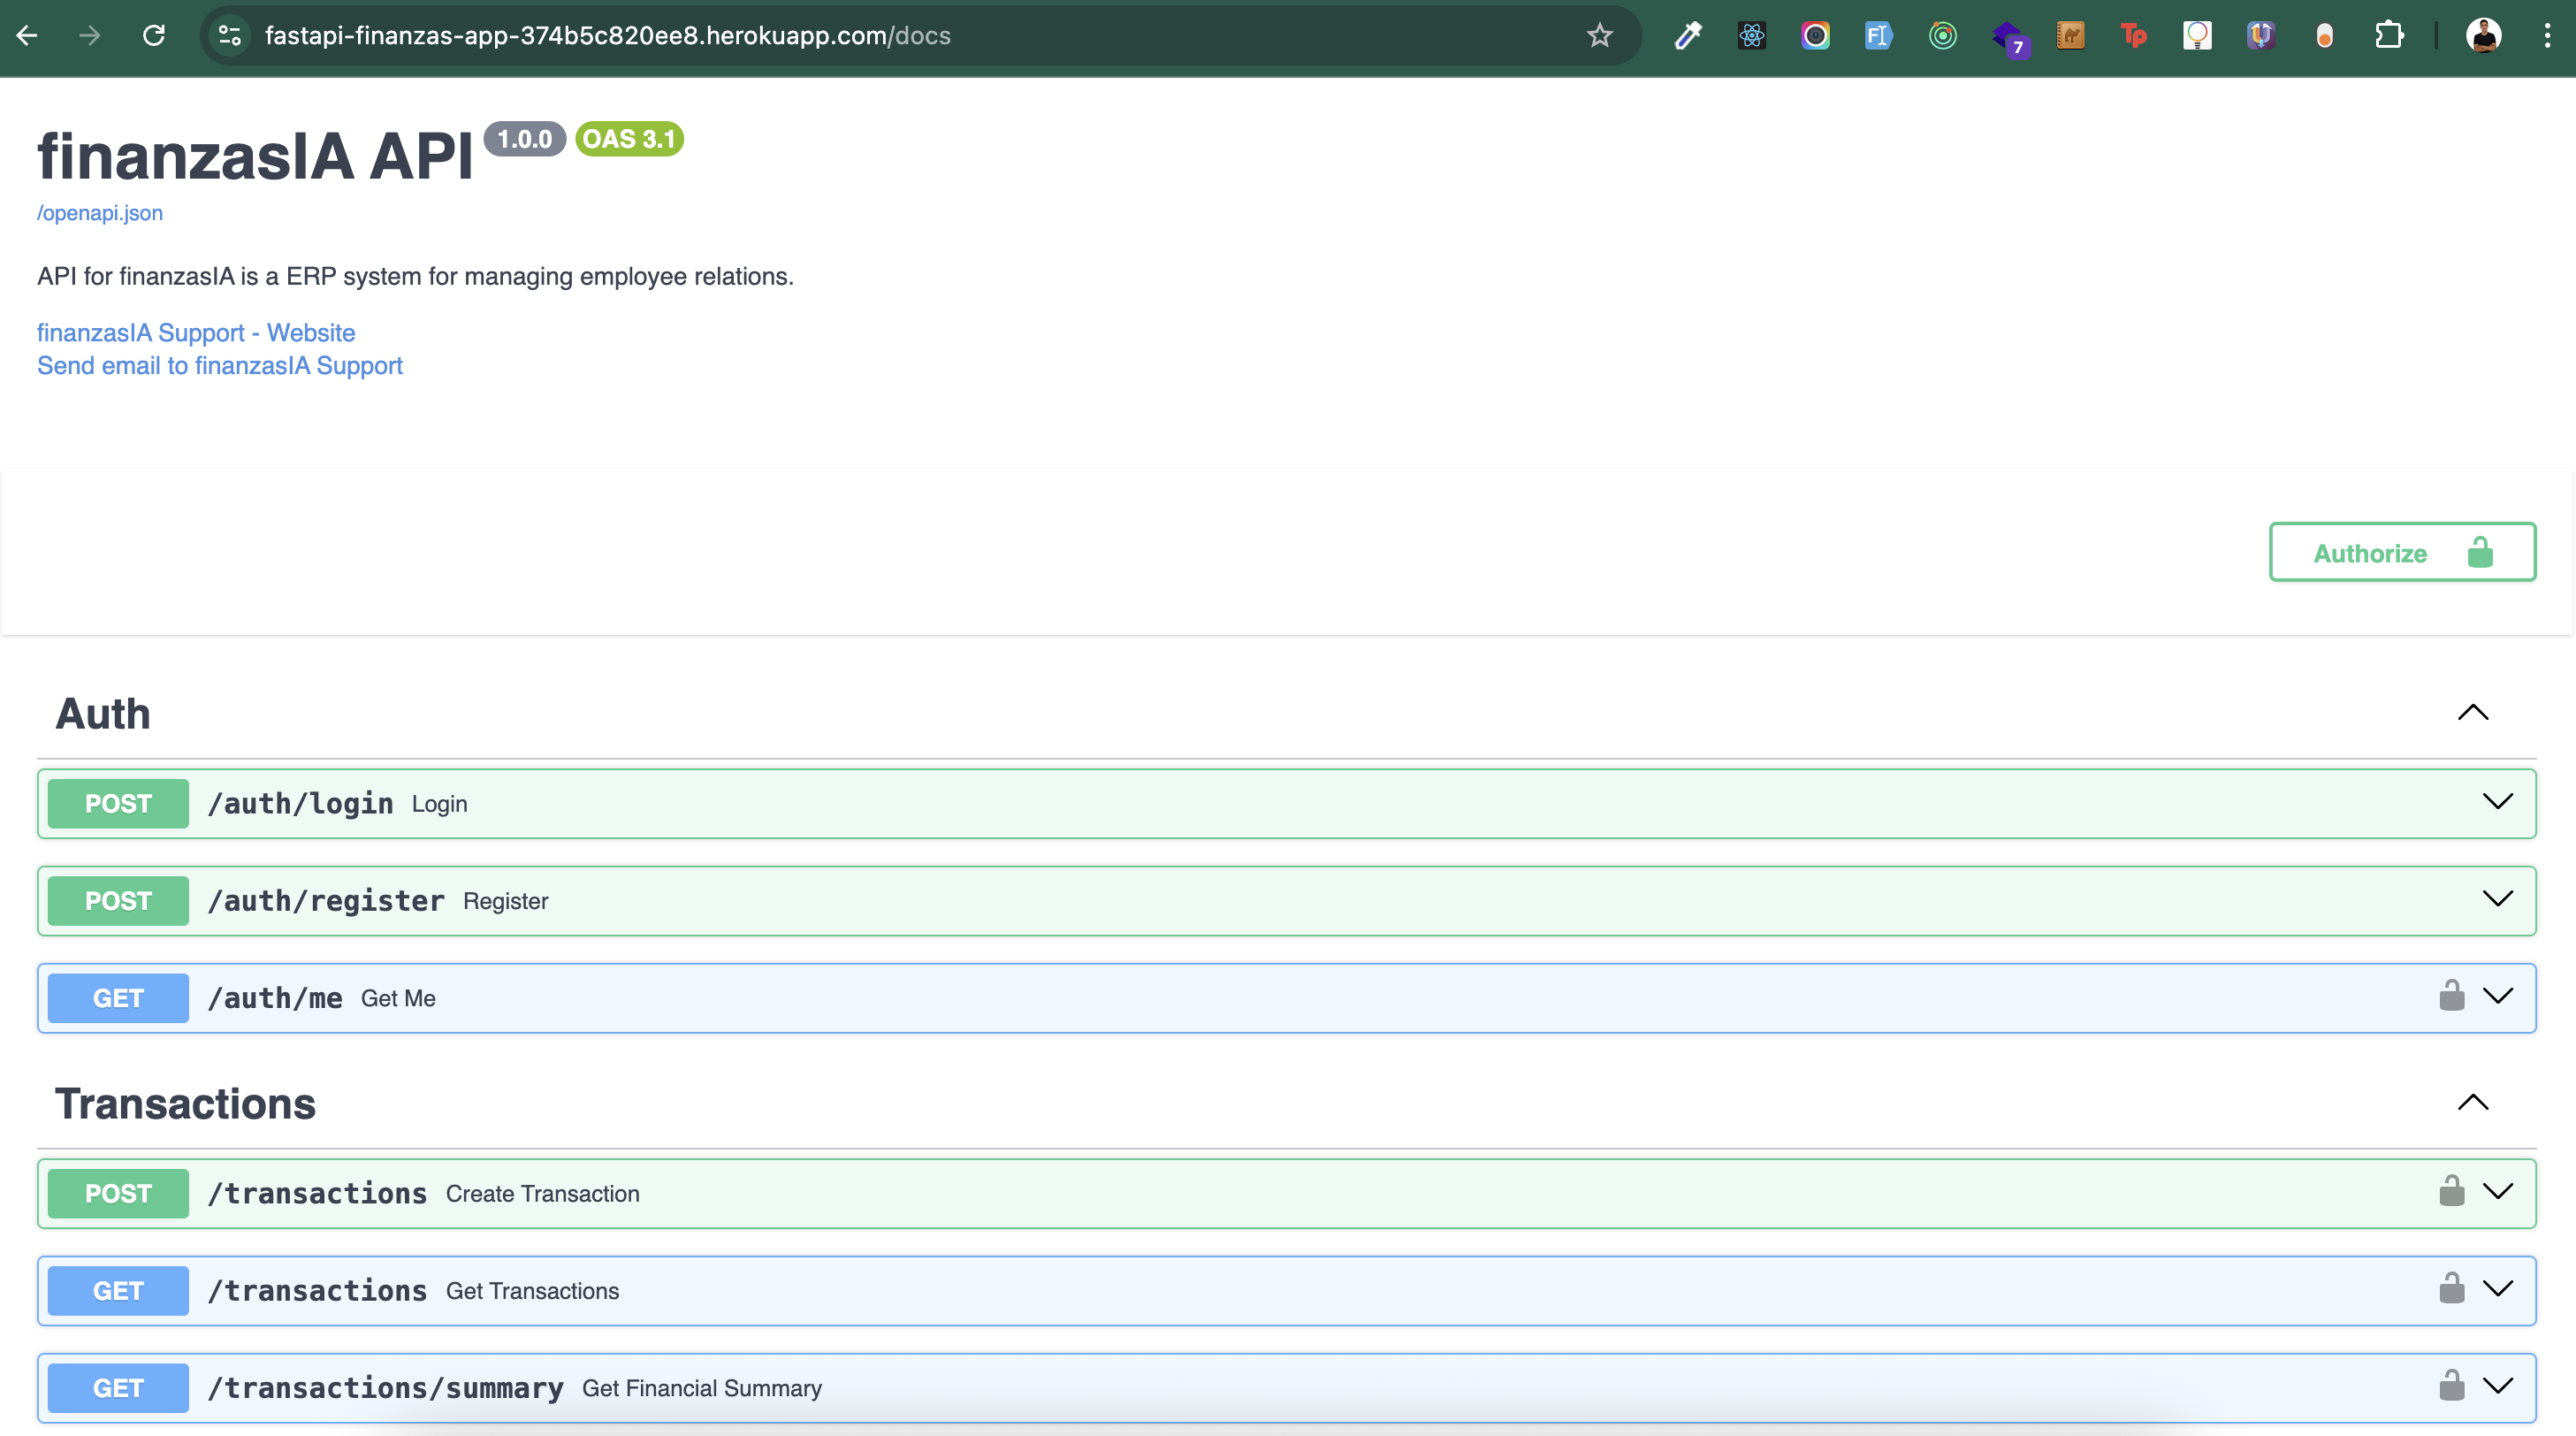 fastapi-finanzas-app-374b5c820ee8.herokuapp.com/docs
7
Tp
finanzasIA API 1.0.0 OAS 3.1
/openapi.json
API for finanzasIA is a ERP system for managing employee relations.
finanzasIA Support - Website
Send email to finanzasIA Support
Authorize
Auth
POST /auth/login Login
POST /auth/register Register
GET /auth/me Get Me
Transactions
POST /transactions Create Transaction
GET /transactions Get Transactions
GET /transactions/summary Get Financial Summary